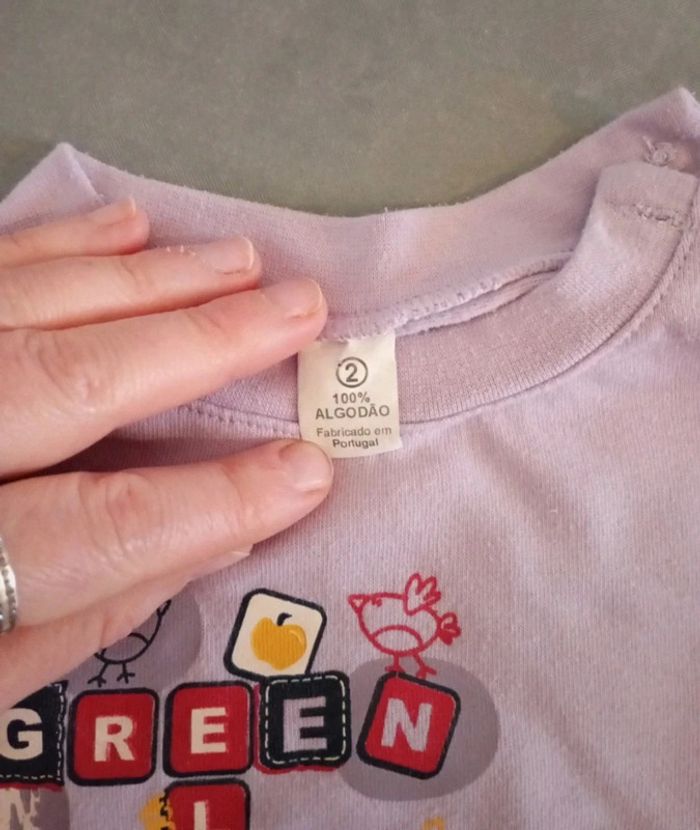 2
100%
ALGODÃO
Fabricado em
Portugal
GREEN